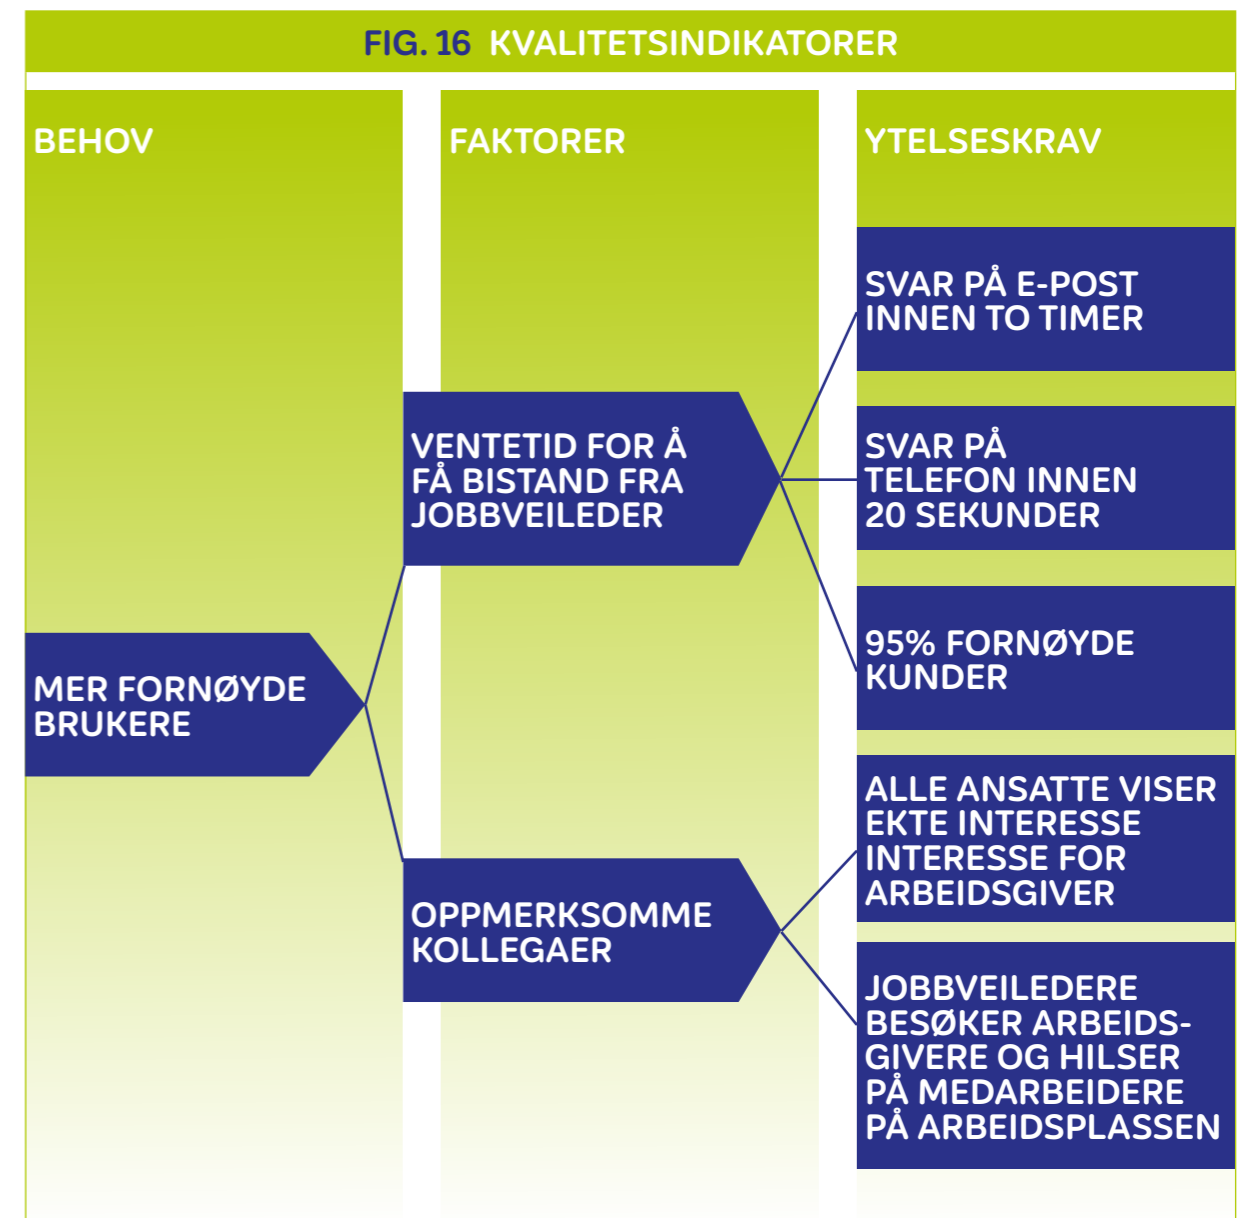 FIG. 16 KVALITETSINDIKATORER
BEHOV
FAKTORER
YTELSESKRAV
MER FORNØYDE
BRUKERE
VENTETID FOR Å
FÅ BISTAND FRA
JOBBVEILEDER
OPPMERKSOMME
KOLLEGAER
SVAR PÅ E-POST
INNEN TO TIMER
SVAR PÅ
TELEFON INNEN
20 SEKUNDER
95% FORNØYDE
KUNDER
ALLE ANSATTE VISER
EKTE INTERESSE
INTERESSE FOR
ARBEIDSGIVER
JOBBVEILEDERE
BESØKER ARBEIDS-
GIVERE OG HILSER
PÅ MEDARBEIDERE
PÅ ARBEIDSPLASSEN